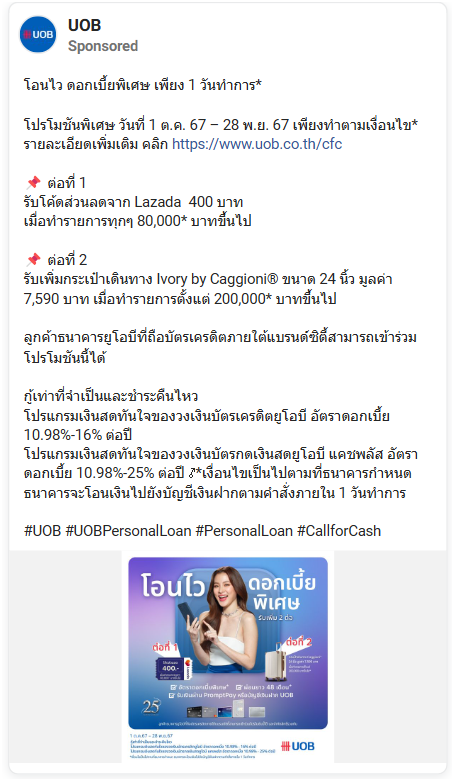 UOB
UOB
Sponsored
โอนไว ดอกเบี้ยพิเศษ เพียง 1 วันทำการ*
โปรโมชันพิเศษ วันที่ 1 ต.ค. 67 – 28 พ.ย. 67 เพียงทำตามเงื่อนไข*
รายละเอียดเพิ่มเติม คลิก https://www.uob.co.th/cfc
📌 ต่อที่ 1
รับโค้ดส่วนลดจาก Lazada 400 บาท
เมื่อทำรายการทุกๆ 80,000* บาทขึ้นไป
📌 ต่อที่ 2
รับเพิ่มกระเป๋าเดินทาง Ivory by Caggioni® ขนาด 24 นิ้ว มูลค่า
7,590 บาท เมื่อทำรายการตั้งแต่ 200,000* บาทขึ้นไป
ลูกค้าธนาคารยูโอบีที่ถือบัตรเครดิตภายใต้แบรนด์ซิตี้สามารถเข้าร่วม
โปรโมชันนี้ได้
กู้เท่าที่จำเป็นและชำระคืนไหว
โปรแกรมเงินสดทันใจของวงเงินบัตรเครดิตยูโอบี อัตราดอกเบี้ย
10.98%-16% ต่อปี
โปรแกรมเงินสดทันใจของวงเงินบัตรกดเงินสดยูโอบี แคชพลัส อัตรา
ดอกเบี้ย 10.98%-25% ต่อปี *เงื่อนไขเป็นไปตามที่ธนาคารกำหนด
ธนาคารจะโอนเงินไปยังบัญชีเงินฝากตามคำสั่งภายใน 1 วันทำการ
#UOB #UOBPersonalLoan #PersonalLoan #CallforCash
โอนไว
ดอกเบี้ย
พิเศษ
รับเพิ่ม 2 ต่อ
ต่อที่ 1
400.-
ต่อที่ 2
อัตราดอกเบี้ยพิเศษ*
ผ่อนยาว 48 เดือน*
รับเงินผ่าน PromptPay หรือบัญชีเงินฝาก UOB
25
1 ต.ค.67 – 28 พ.ย.67
UOB